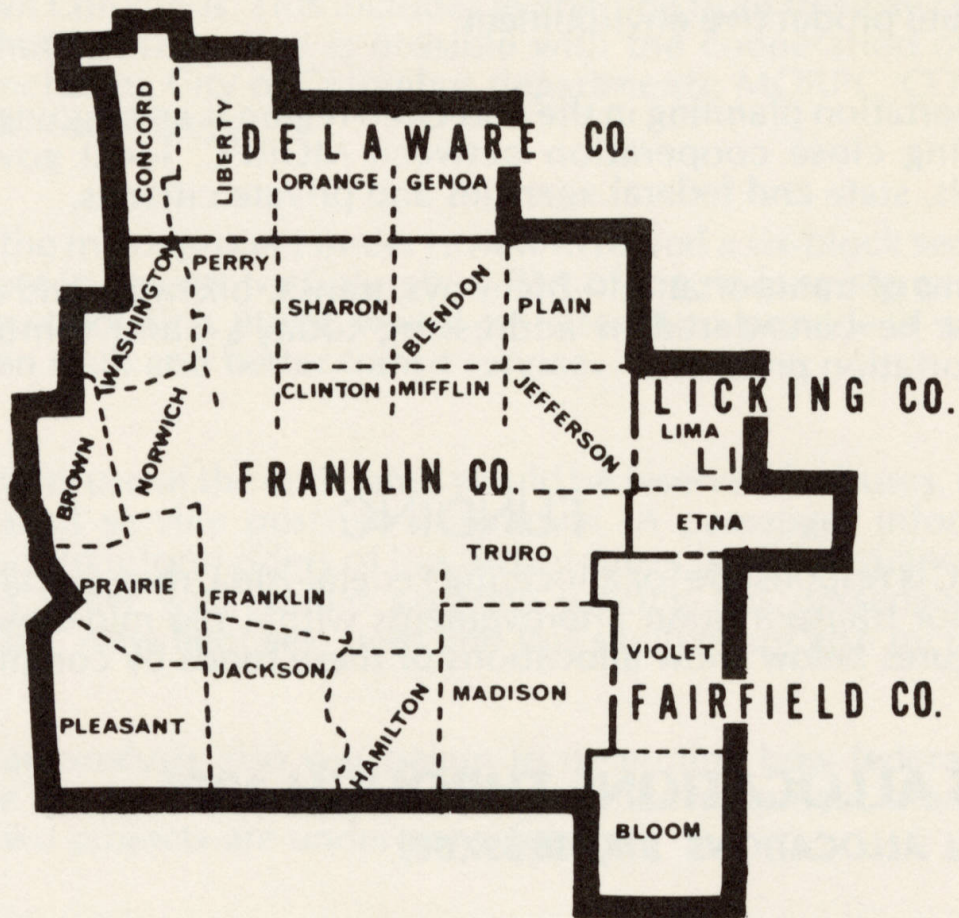 CONCORD
LIBERTY
DELAWARE CO.
ORANGE
GENOA
WASHINGTON
PERRY
SHARON
BLENDON
PLAIN
CLINTON
MIFFLIN
JEFFERSON
LICKING CO.
LIMA
LI
BROWN
NORWICH
FRANKLIN CO.
ETNA
TRURO
PRAIRIE
FRANKLIN
JACKSON
PLEASANT
HAMILTON
MADISON
VIOLET
FAIRFIELD CO.
BLOOM